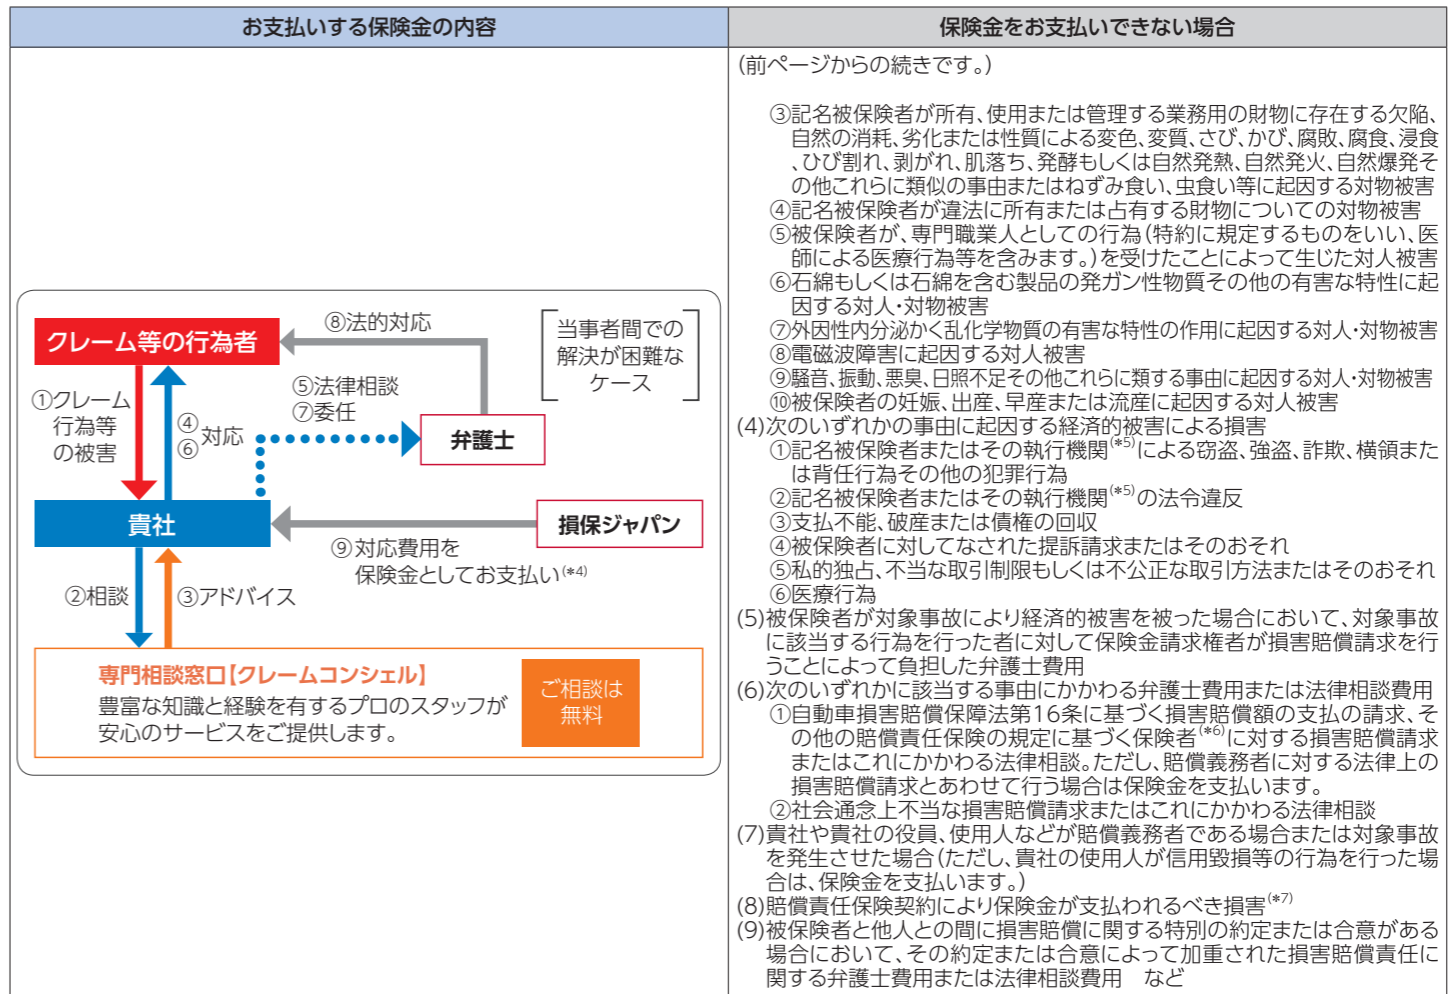 お支払いする保険金の内容
保険金をお支払いできない場合
⑧法的対応
クレーム等の行為者
当事者間での
解決が困難な
ケース
①クレーム
行為等
の被害
④
⑥
対応
⑤法律相談
⑦委任
弁護士
貴社
損保ジャパン
⑨対応費用を
保険金としてお支払い(*4)
②相談
③アドバイス
専門相談窓口【クレームコンシェル】
豊富な知識と経験を有するプロのスタッフが
安心のサービスをご提供します。
ご相談は
無料
(前ページからの続きです。)
③記名被保険者が所有、使用または管理する業務用の財物に存在する欠陥、
自然の消耗、劣化または性質による変色、変質、さび、かび、腐敗、腐食、浸食
、ひび割れ、剥がれ、肌落ち、発酵もしくは自然発熱、自然発火、自然爆発そ
の他これらに類似の事由またはねずみ食い、虫食い等に起因する対物被害
④記名被保険者が違法に所有または占有する財物についての対物被害
⑤被保険者が、専門職業人としての行為(特約に規定するものをいい、医
師による医療行為等を含みます。)を受けたことによって生じた対人被害
⑥石綿もしくは石綿を含む製品の発ガン性物質その他の有害な特性に起
因する対人・対物被害
⑦外因性内分泌かく乱化学物質の有害な特性の作用に起因する対人・対物被害
⑧電磁波障害に起因する対人被害
⑨騒音、振動、悪臭、日照不足その他これらに類する事由に起因する対人・対物被害
⑩被保険者の妊娠、出産、早産または流産に起因する対人被害
(4)次のいずれかの事由に起因する経済的被害による損害
①記名被保険者またはその執行機関(*5)による窃盗、強盗、詐欺、横領また
は背任行為その他の犯罪行為
②記名被保険者またはその執行機関(*5)の法令違反
③支払不能、破産または債権の回収
④被保険者に対してなされた提訴請求またはそのおそれ
⑤私的独占、不当な取引制限もしくは不公正な取引方法またはそのおそれ
⑥医療行為
(5)被保険者が対象事故により経済的被害を被った場合において、対象事故
に該当する行為を行った者に対して保険金請求権者が損害賠償請求を行
うことによって負担した弁護士費用
(6)次のいずれかに該当する事由にかかわる弁護士費用または法律相談費用
①自動車損害賠償保障法第16条に基づく損害賠償額の支払の請求、そ
の他の賠償責任保険の規定に基づく保険者(*6)に対する損害賠償請求
またはこれにかかわる法律相談。ただし、賠償義務者に対する法律上の
損害賠償請求とあわせて行う場合は保険金を支払います。
②社会通念上不当な損害賠償請求またはこれにかかわる法律相談
(7)貴社や貴社の役員、使用人などが賠償義務者である場合または対象事故
を発生させた場合(ただし、貴社の使用人が信用毀損等の行為を行った場
合は、保険金を支払います。)
(8)賠償責任保険契約により保険金が支払われるべき損害(*7)
(9)被保険者と他人との間に損害賠償に関する特別の約定または合意がある
場合において、その約定または合意によって加重された損害賠償責任に
関する弁護士費用または法律相談費用　など